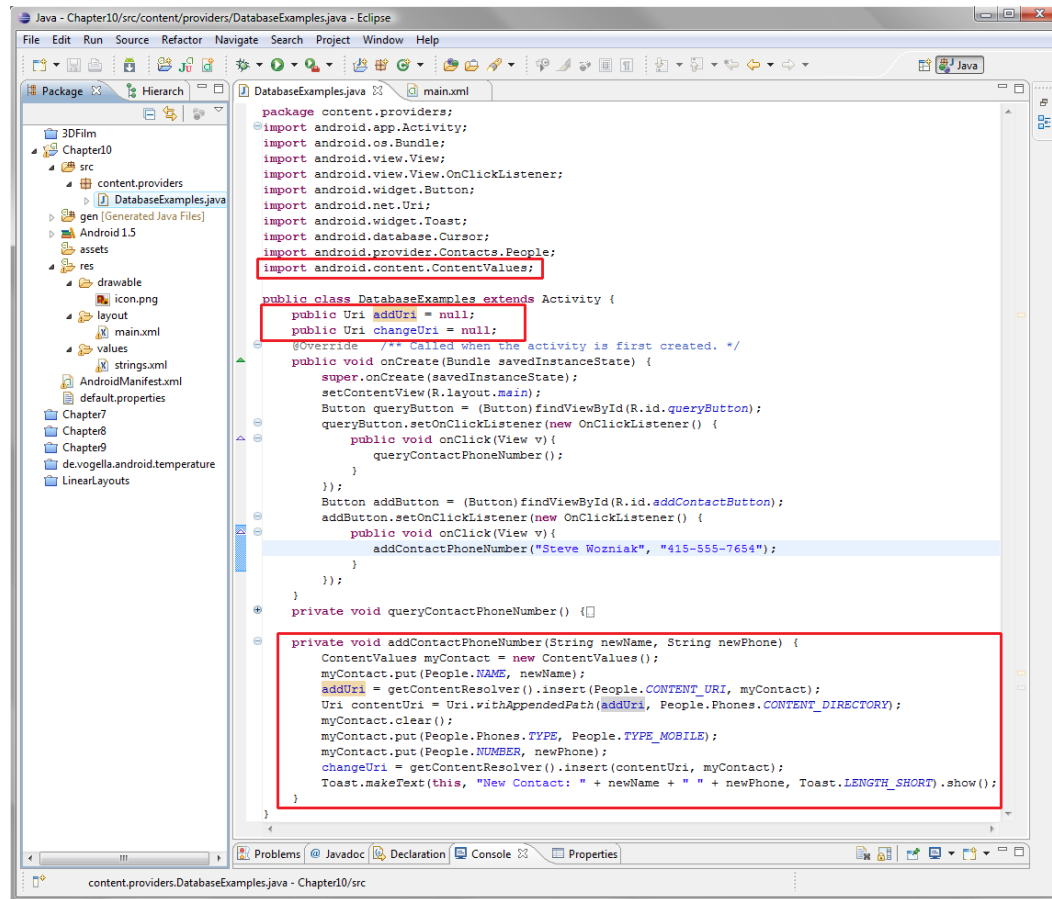 Java - Chapter10/src/content/providers/DatabaseExamples.java - Eclipse
File Edit Run Source Refactor Navigate Search Project Window Help
Java
Package
Hierarch
DatabaseExamples.java
main.xml
3DFilm
Chapter10
src
content.providers
DatabaseExamples.java
gen [Generated Java Files]
Android 1.5
assets
res
drawable
icon.png
layout
main.xml
values
strings.xml
AndroidManifest.xml
default.properties
Chapter7
Chapter8
Chapter9
de.vogella.android.temperature
LinearLayouts
package content.providers;
import android.app.Activity;
import android.os.Bundle;
import android.view.View;
import android.view.View.OnClickListener;
import android.widget.Button;
import android.net.Uri;
import android.widget.Toast;
import android.database.Cursor;
import android.provider.Contacts.People;
import android.content.ContentValues;
public class DatabaseExamples extends Activity {
public Uri addUri = null;
public Uri changeUri = null;
@Override /** Called when the activity is first created. */
public void onCreate(Bundle savedInstanceState) {
super.onCreate(savedInstanceState);
setContentView(R.layout.main);
Button queryButton = (Button)findViewById(R.id.queryButton);
queryButton.setOnClickListener(new OnClickListener() {
public void onClick(View v){
queryContactPhoneNumber();
}
});
Button addButton = (Button)findViewById(R.id.addContactButton);
addButton.setOnClickListener(new OnClickListener() {
public void onClick(View v){
addContactPhoneNumber("Steve Wozniak", "415-555-7654");
}
});
}
private void queryContactPhoneNumber() {
private void addContactPhoneNumber(String newName, String newPhone) {
ContentValues myContact = new ContentValues();
myContact.put(People.NAME, newName);
addUri = getContentResolver().insert(People.CONTENT_URI, myContact);
Uri contentUri = Uri.withAppendedPath(addUri, People.Phones.CONTENT_DIRECTORY);
myContact.clear();
myContact.put(People.Phones.TYPE, People.TYPE_MOBILE);
myContact.put(People.NUMBER, newPhone);
changeUri = getContentResolver().insert(contentUri, myContact);
Toast.makeText(this, "New Contact: " + newName + " " + newPhone, Toast.LENGTH_SHORT).show();
}
}
Problems @ Javadoc Declaration Console Properties
content.providers.DatabaseExamples.java - Chapter10/src